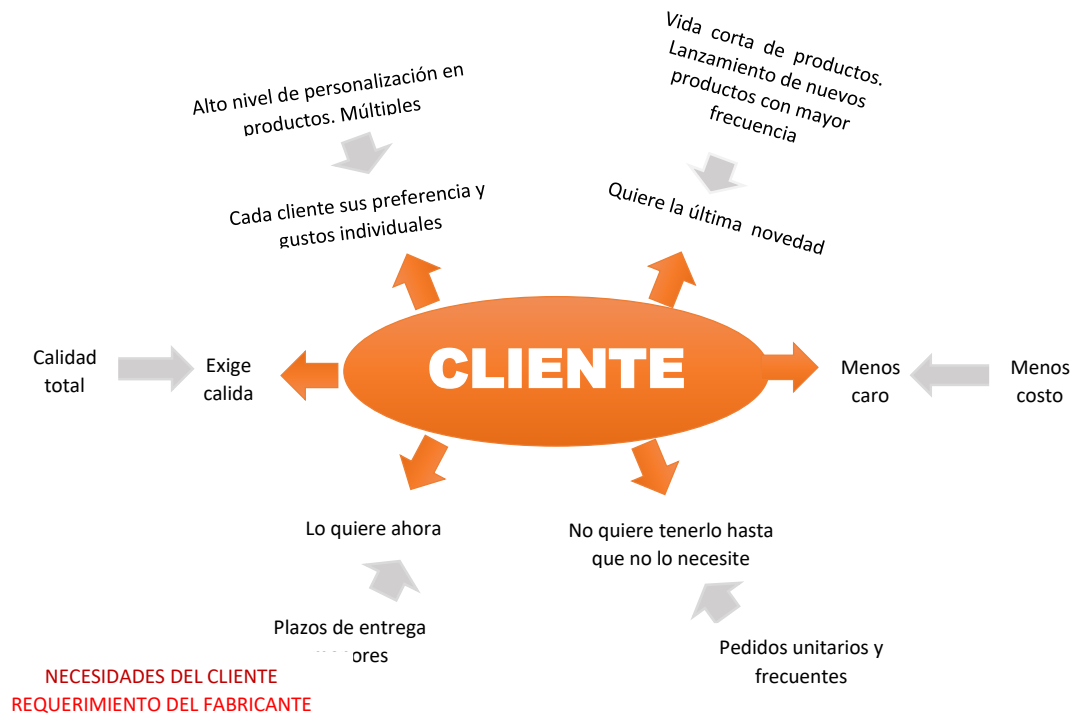 Alto nivel de personalización en
productos. Múltiples
Cada cliente sus preferencia y
gustos individuales
Vida corta de productos.
Lanzamiento de nuevos
productos con mayor
frecuencia
Quiere la última novedad
Calidad
total
Exige
calida
CLIENTE
Menos
caro
Menos
costo
Lo quiere ahora
No quiere tenerlo hasta
que no lo necesite
Plazos de entrega
Pedidos unitarios y
frecuentes
NECESIDADES DEL CLIENTE
REQUERIMIENTO DEL FABRICANTE